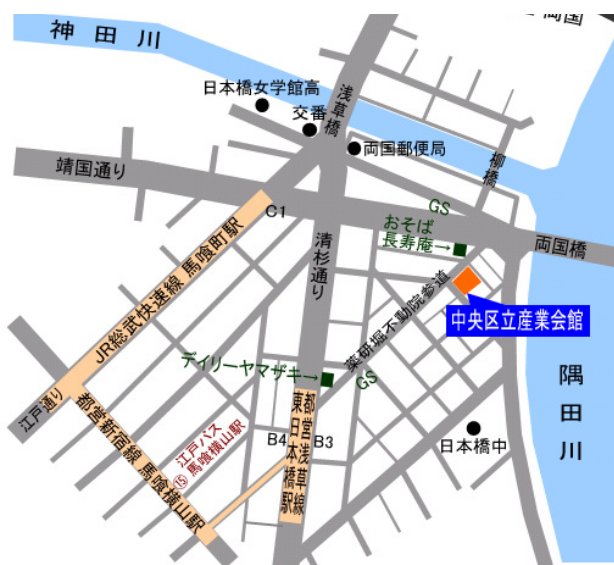 両国
神田川
日本橋女学館高
交番
浅草橋
両国郵便局
柳橋
靖国通り
C1
GS
おそば
長寿庵→
両国橋
清杉通り
JR総武快速線 馬喰町駅
薬研堀不動院参道
中央区立産業会館
デイリーヤマザキ→
GS
隅田川
江戸通り
都営新宿線 馬喰横山駅
江戸バス
⑮馬喰横山駅
B4
B3
都営浅草線
東日本橋駅
日本橋中